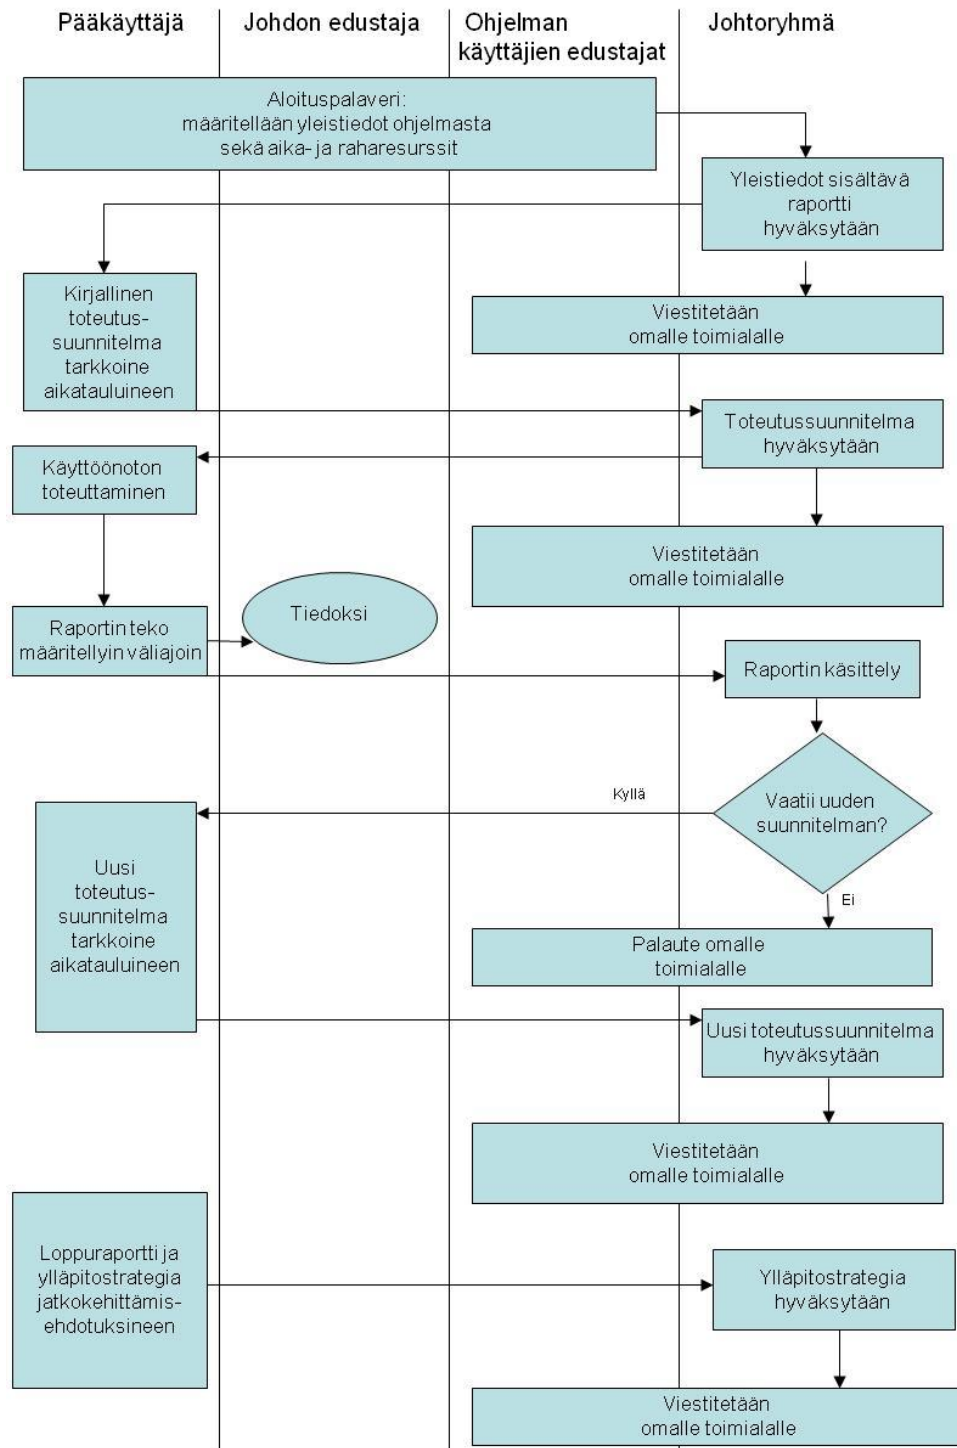 Pääkäyttäjä
Johdon edustaja
Ohjelman
käyttäjien edustajat
Johtoryhmä
Aloituspalaveri:
määritellään yleistiedot ohjelmasta
sekä aika- ja raharesurssit
Yleistiedot sisältävä
raportti
hyväksytään
Kirjallinen
toteutus-
suunnitelma
tarkkoine
aikatauluineen
Viestitetään
omalle toimialalle
Toteutussuunnitelma
hyväksytään
Käyttöönoton
toteuttaminen
Viestitetään
omalle toimialalle
Tiedoksi
Raportin teko
määritellyin väliajoin
Raportin käsittely
Vaatii uuden
suunnitelman?
Kyllä
Ei
Uusi
toteutus-
suunnitelma
tarkkoine
aikatauluineen
Palaute omalle
toimialalle
Uusi toteutussuunnitelma
hyväksytään
Viestitetään
omalle toimialalle
Loppuraportti ja
ylläpitostrategia
jatkokehittämis-
ehdotuksineen
Ylläpitostrategia
hyväksytään
Viestitetään
omalle toimialalle